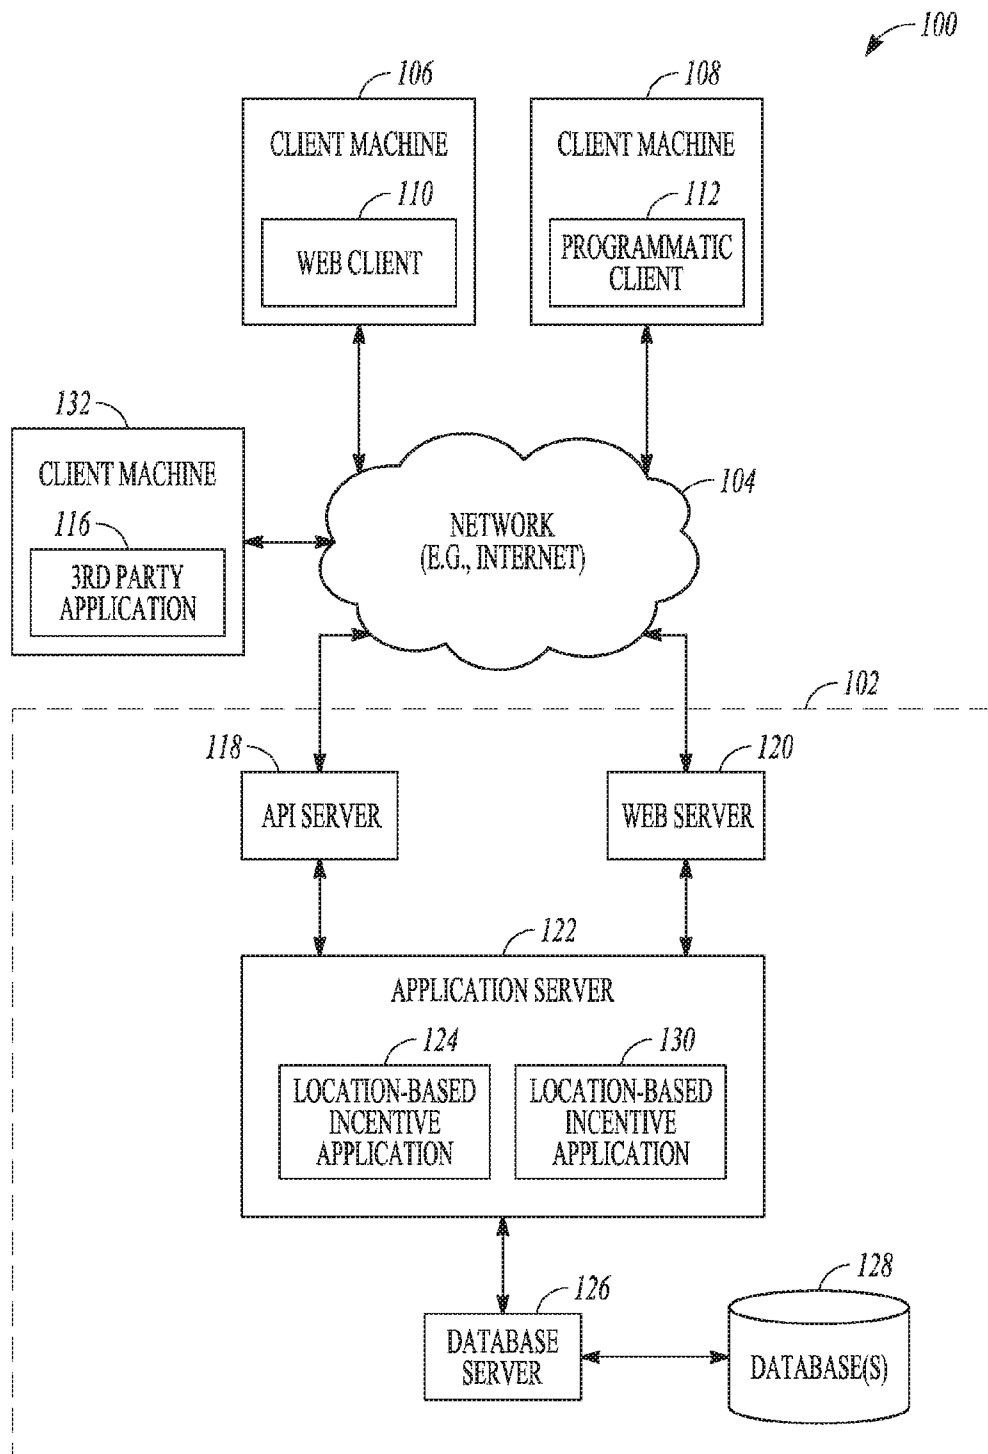 100
106
108
CLIENT MACHINE
CLIENT MACHINE
110
112
WEB CLIENT
PROGRAMMATIC
CLIENT
132
CLIENT MACHINE
104
116
NETWORK
(E.G., INTERNET)
3RD PARTY
APPLICATION
102
118
120
API SERVER
WEB SERVER
122
APPLICATION SERVER
124
130
LOCATION-BASED
INCENTIVE
APPLICATION
LOCATION-BASED
INCENTIVE
APPLICATION
126
128
DATABASE
SERVER
DATABASE(S)